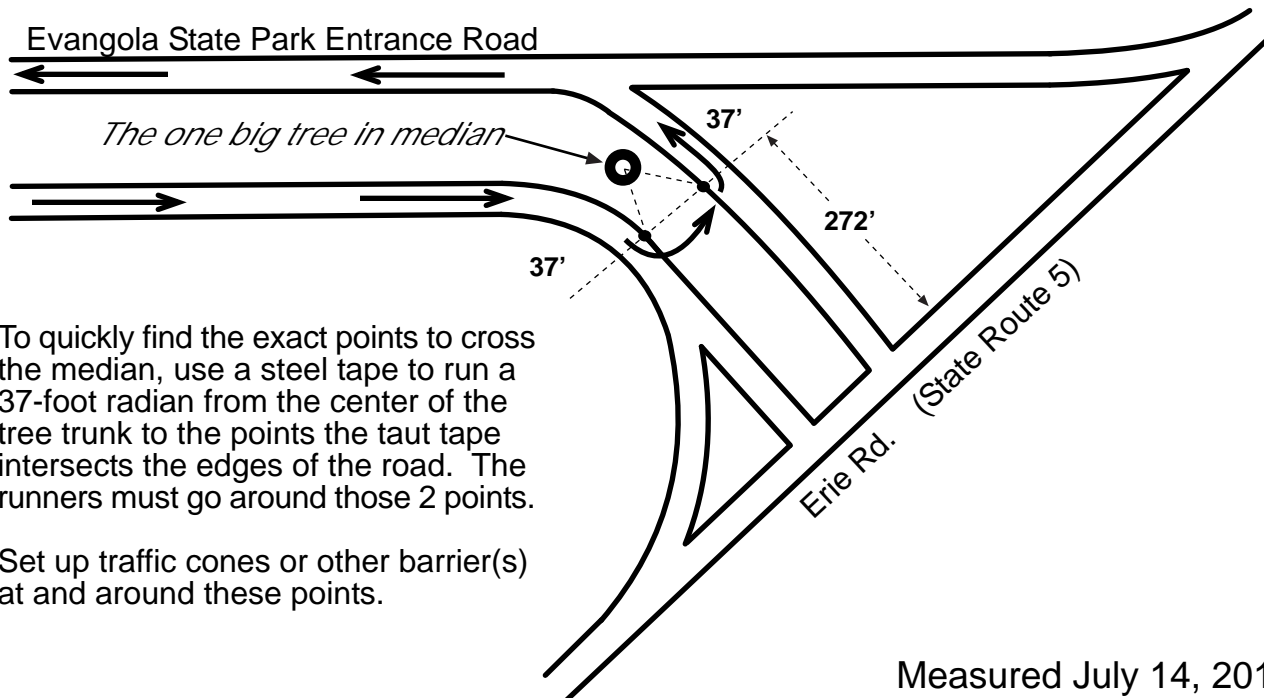 Evangola State Park Entrance Road
The one big tree in median
37'
272'
37'
To quickly find the exact points to cross
the median, use a steel tape to run a
37-foot radian from the center of the
tree trunk to the points the taut tape
intersects the edges of the road. The
runners must go around those 2 points.
Set up traffic cones or other barrier(s)
at and around these points.
Erie Rd. (State Route 5)
Measured July 14, 201